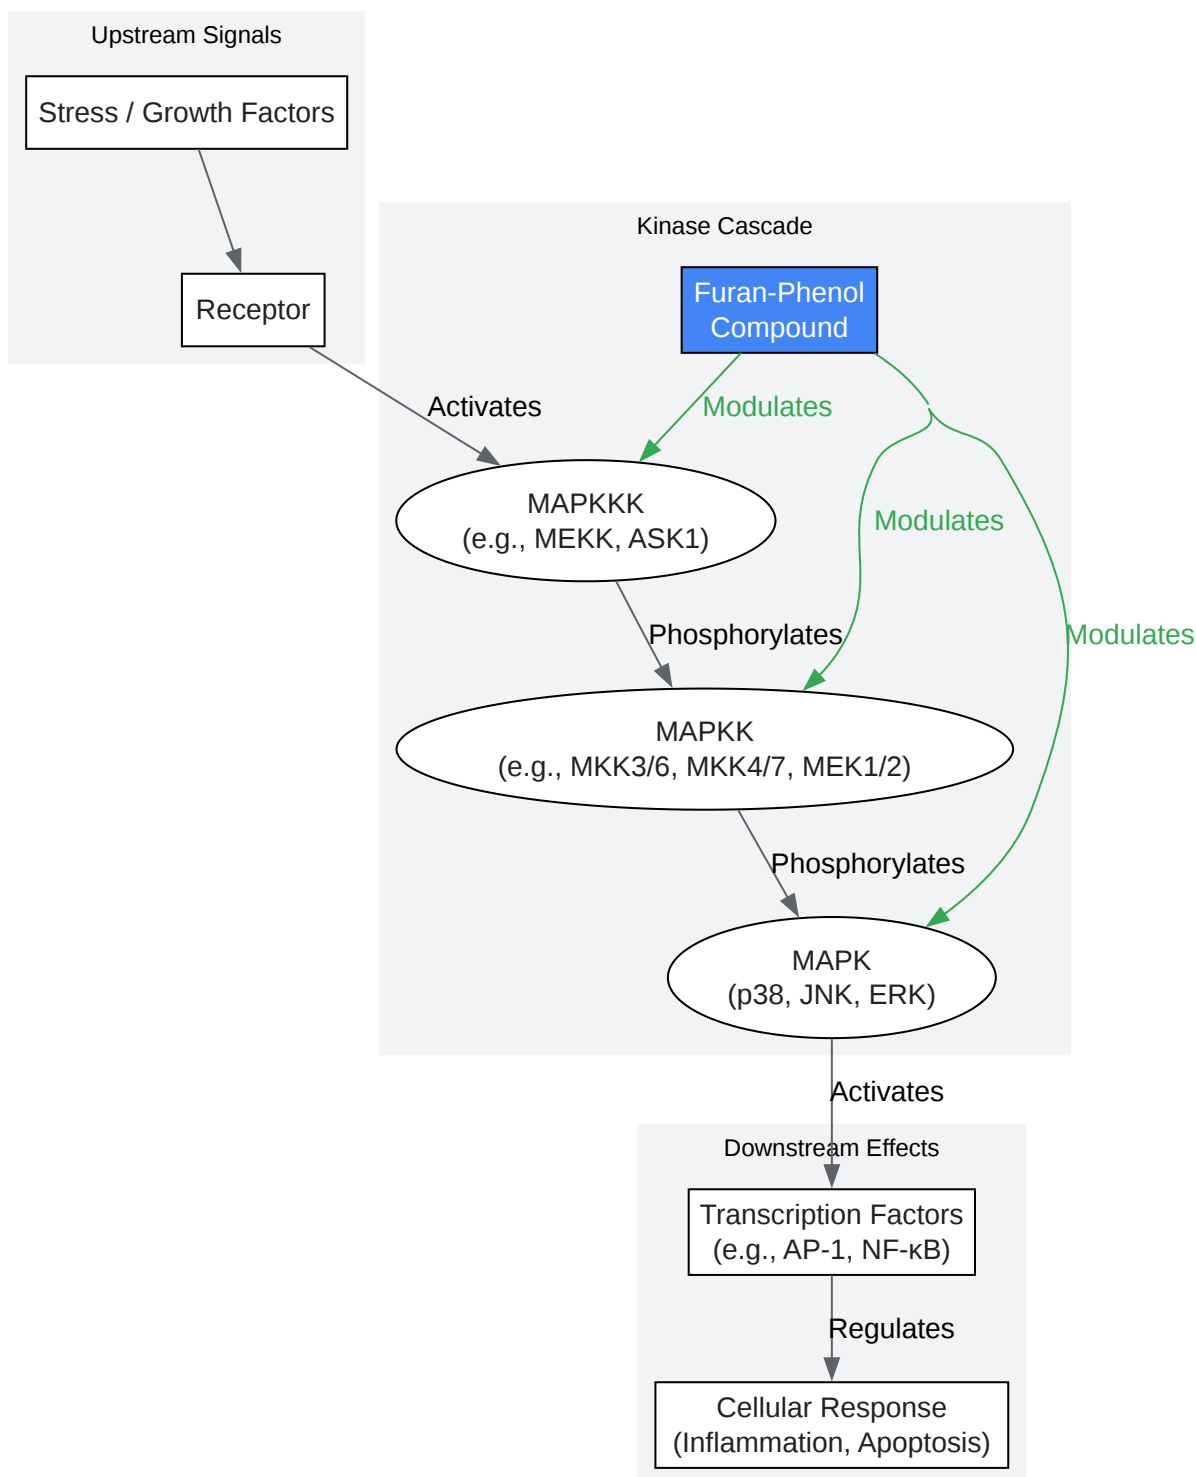 Upstream Signals
Stress / Growth Factors
Receptor
Kinase Cascade
Furan-Phenol
Compound
Activates
Modulates
MAPKKK
(e.g., MEKK, ASK1)
Modulates
Phosphorylates
Modulates
MAPKK
(e.g., MKK3/6, MKK4/7, MEK1/2)
Phosphorylates
MAPK
(p38, JNK, ERK)
Activates
Downstream Effects
Transcription Factors
(e.g., AP-1, NF-κB)
Regulates
Cellular Response
(Inflammation, Apoptosis)